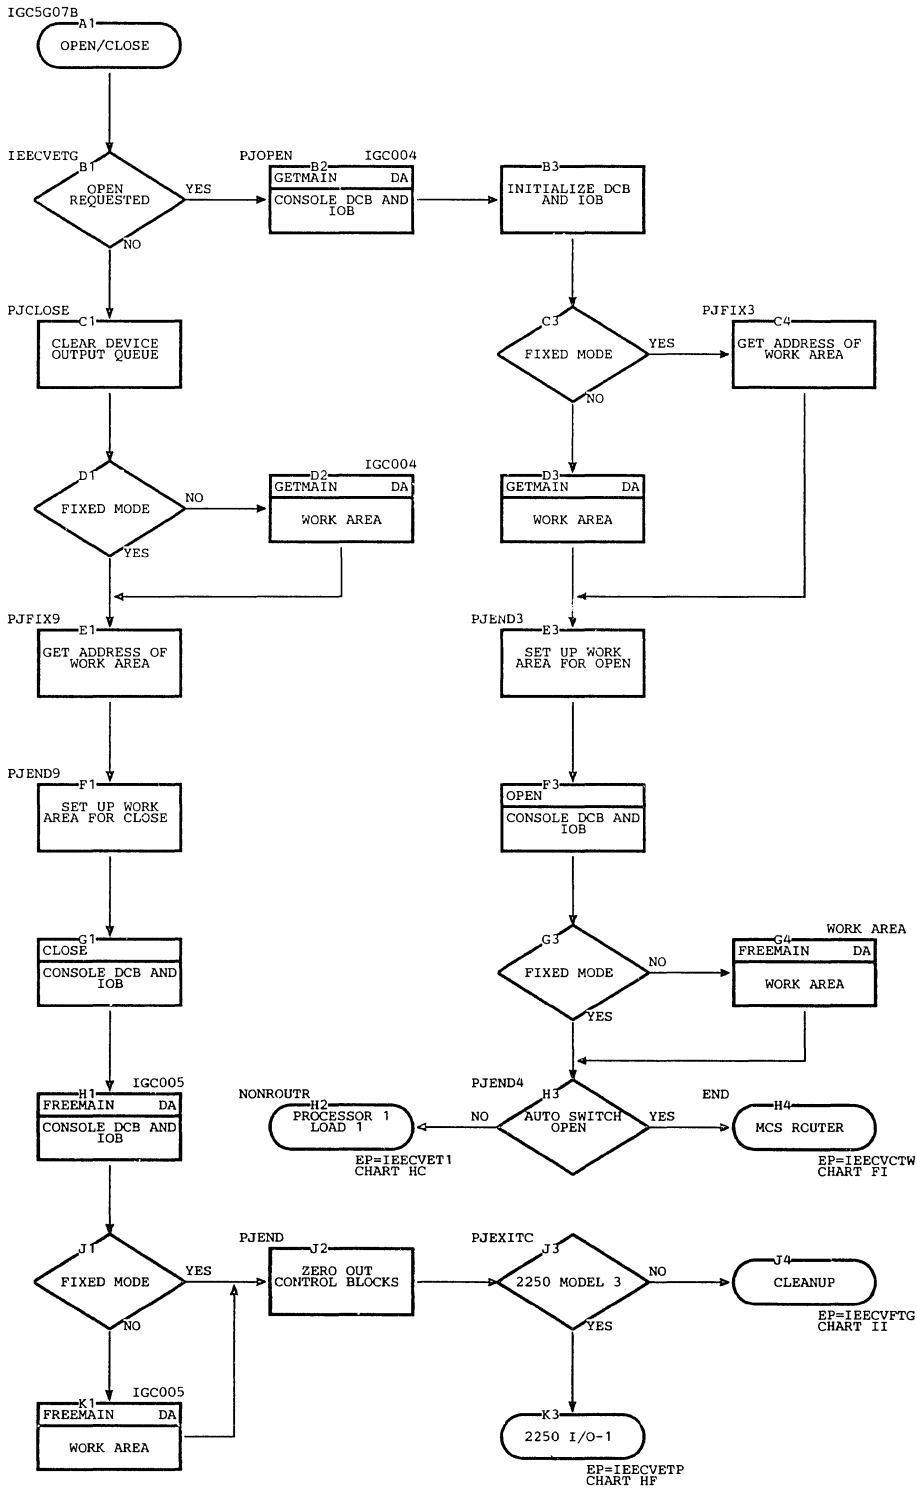 IGC5G07B
A1
OPEN/CLOSE
IEECVETG
B1
OPEN
REQUESTED
YES
NO
PJOPEN
IGC004
B2
GETMAIN DA
CONSOLE DCB AND
IOB
B3
INITIALIZE DCB
AND IOB
PJCLOSE
C1
CLEAR DEVICE
OUTPUT QUEUE
C3
FIXED MODE
YES
NO
PJFIX3
C4
GET ADDRESS OF
WORK AREA
D1
FIXED MODE
NO
YES
IGC004
D2
GETMAIN DA
WORK AREA
D3
GETMAIN DA
WORK AREA
PJFIX9
E1
GET ADDRESS OF
WORK AREA
PJEND3
E3
SET UP WORK
AREA FOR OPEN
PJEND9
F1
SET UP WORK
AREA FOR CLOSE
F3
OPEN
CONSOLE DCB AND
IOB
G1
CLOSE
CONSOLE DCB AND
IOB
G3
FIXED MODE
NO
YES
WORK AREA
G4
FREEMAIN DA
WORK AREA
IGC005
H1
FREEMAIN DA
CONSOLE DCB AND
IOB
NONROUTR
H2
PROCESSOR 1
LOAD 1
EP=IEECVET1
CHART HC
PJEND4
H3
AUTO SWITCH
OPEN
NO
YES
END
H4
MCS ROUTER
EP=IEECVCTW
CHART FI
J1
FIXED MODE
YES
NO
PJEND
J2
ZERO OUT
CONTROL BLOCKS
PJEXITC
J3
2250 MODEL 3
NO
YES
J4
CLEANUP
EP=IEECVFTG
CHART II
IGC005
K1
FREEMAIN DA
WORK AREA
K3
2250 I/O-1
EP=IEECVETP
CHART HF